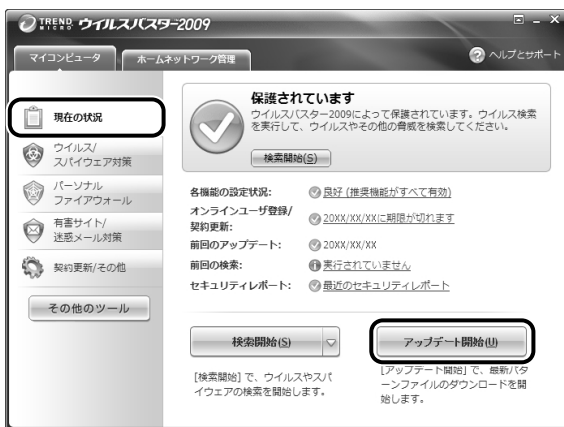 TREND MICRO ウイルスバスター2009
マイコンピュータ
ホームネットワーク管理
ヘルプとサポート
現在の状況
ウイルス/
スパイウェア対策
パーソナル
ファイアウォール
有害サイト/
迷惑メール対策
契約更新/その他
その他のツール
保護されています
ウイルスバスター2009によって保護されています。ウイルス検索
を実行して、ウイルスやその他の脅威を検索してください。
検索開始(S)
各機能の設定状況: 良好 (推奨機能がすべて有効)
オンラインユーザ登録/
契約更新: 20XX/XX/XXに期限が切れます
前回のアップデート: 20XX/XX/XX
前回の検索: 実行されていません
セキュリティレポート: 最近のセキュリティレポート
検索開始(S)
[検索開始] で、ウイルスやスパ
イウェアの検索を開始しま
す。
アップデート開始(U)
[アップデート開始] で、最新パタ
ーンファイルのダウンロードを開
始します。